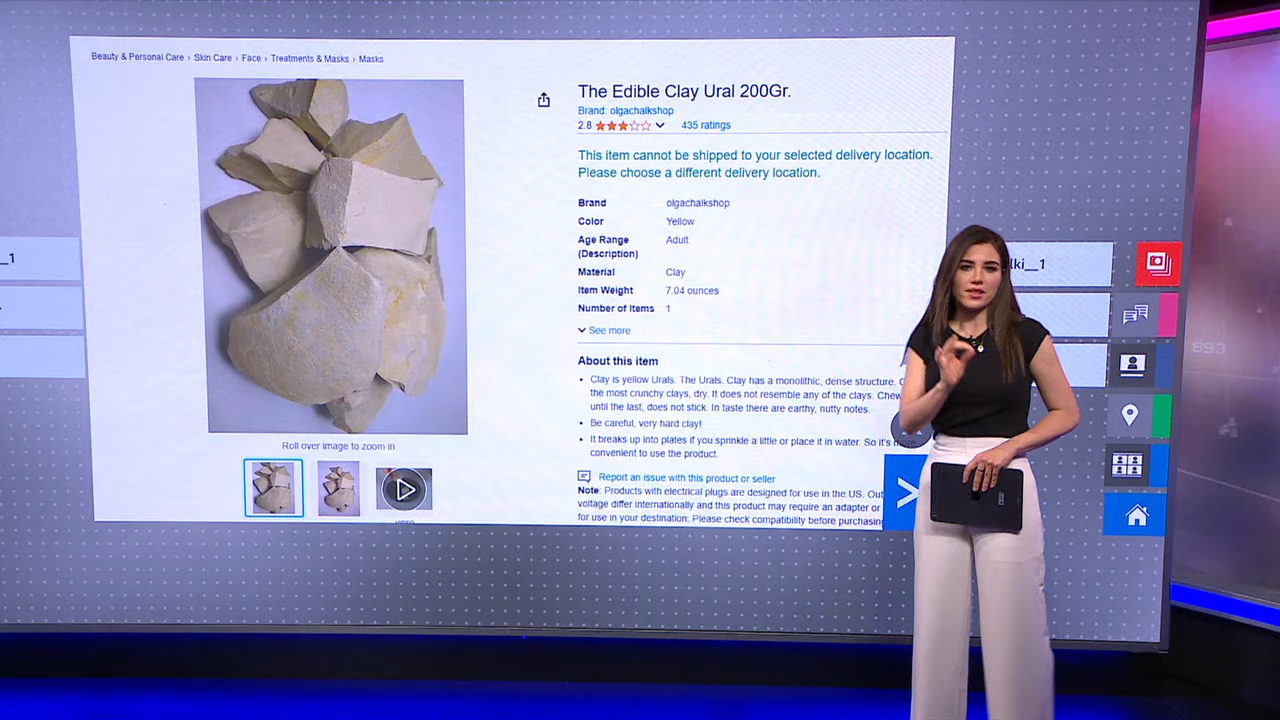 Beauty & Personal Care › Skin Care › Face › Treatments & Masks › Masks
The Edible Clay Ural 200Gr.
Brand: olgachalkshop
2.8 435 ratings
This item cannot be shipped to your selected delivery location.
Please choose a different delivery location.
Brand olgachalkshop
Color Yellow
Age Range Adult
(Description)
Material Clay
Item Weight 7.04 ounces
Number of Items 1
See more
About this item
Clay is yellow Urals. The Urals. Clay has a monolithic, dense structure.
the most crunchy clays, dry. It does not resemble any of the clays. Chew
until the last, does not stick. In taste there are earthy, nutty notes.
Be careful, very hard clay!
It breaks up into plates if you sprinkle a little or place it in water. So it's more
convenient to use the product.
Roll over image to zoom in
Report an issue with this product or seller
Note: Products with electrical plugs are designed for use in the US. Out
voltage differ internationally and this product may require an adapter or
for use in your destination. Please check compatibility before purchasing
VIDEO
_1
lki__1
893